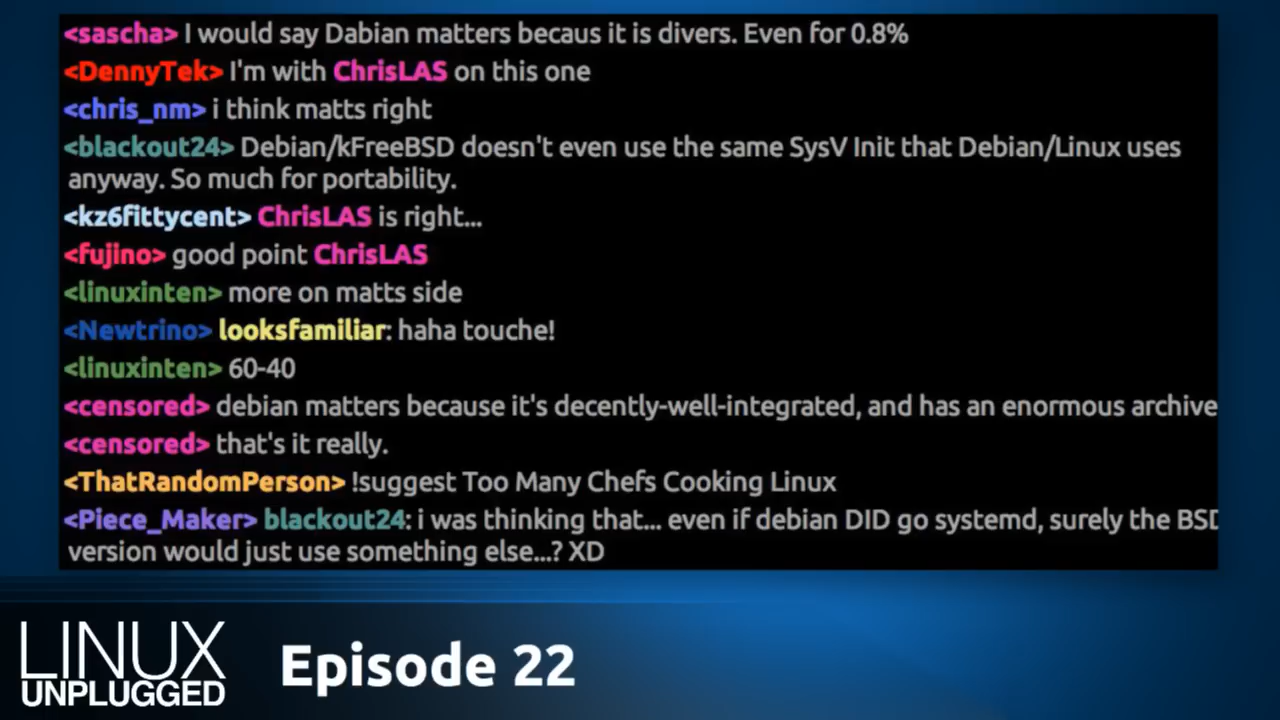 <sascha> I would say Dabian matters becaus it is divers. Even for 0.8%
<DennyTek> I'm with ChrisLAS on this one
<chris_nm> i think matts right
<blackout24> Debian/kFreeBSD doesn't even use the same SysV Init that Debian/Linux uses
anyway. So much for portability.
<kz6fittycent> ChrisLAS is right...
<fujino> good point ChrisLAS
<linuxinten> more on matts side
<Newtrino> looksfamiliar: haha touche!
<linuxinten> 60-40
<censored> debian matters because it's decently-well-integrated, and has an enormous archive
<censored> that's it really.
<ThatRandomPerson> !suggest Too Many Chefs Cooking Linux
<Piece_Maker> blackout24: i was thinking that... even if debian DID go systemd, surely the BSD
version would just use something else...? XD
LINUX
UNPLUGGED
Episode 22